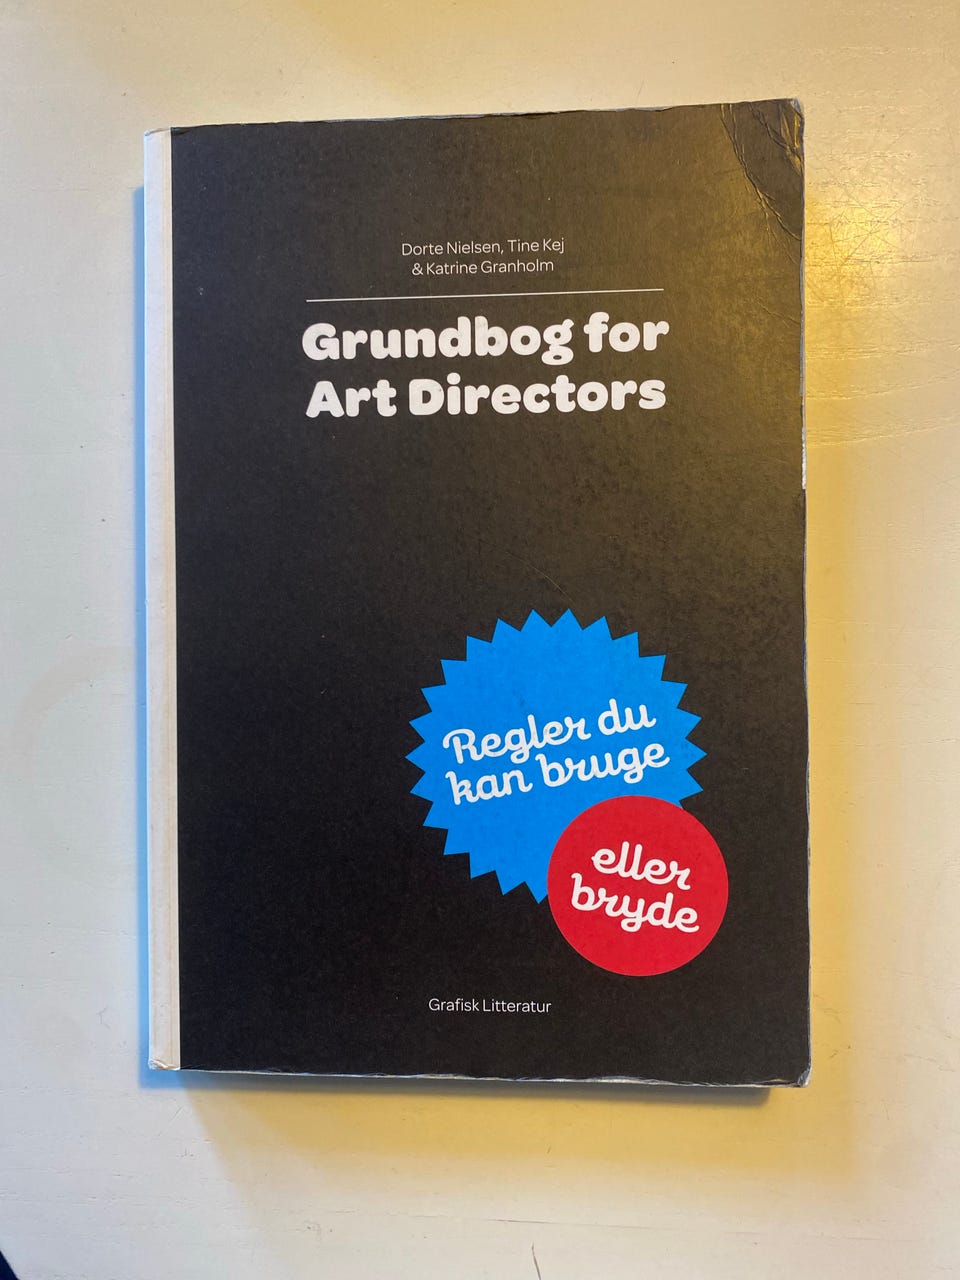 Dorte Nielsen, Tine Kej
& Katrine Granholm
Grundbog for
Art Directors
Regler du
kan bruge
eller
bryde
Grafisk Litteratur